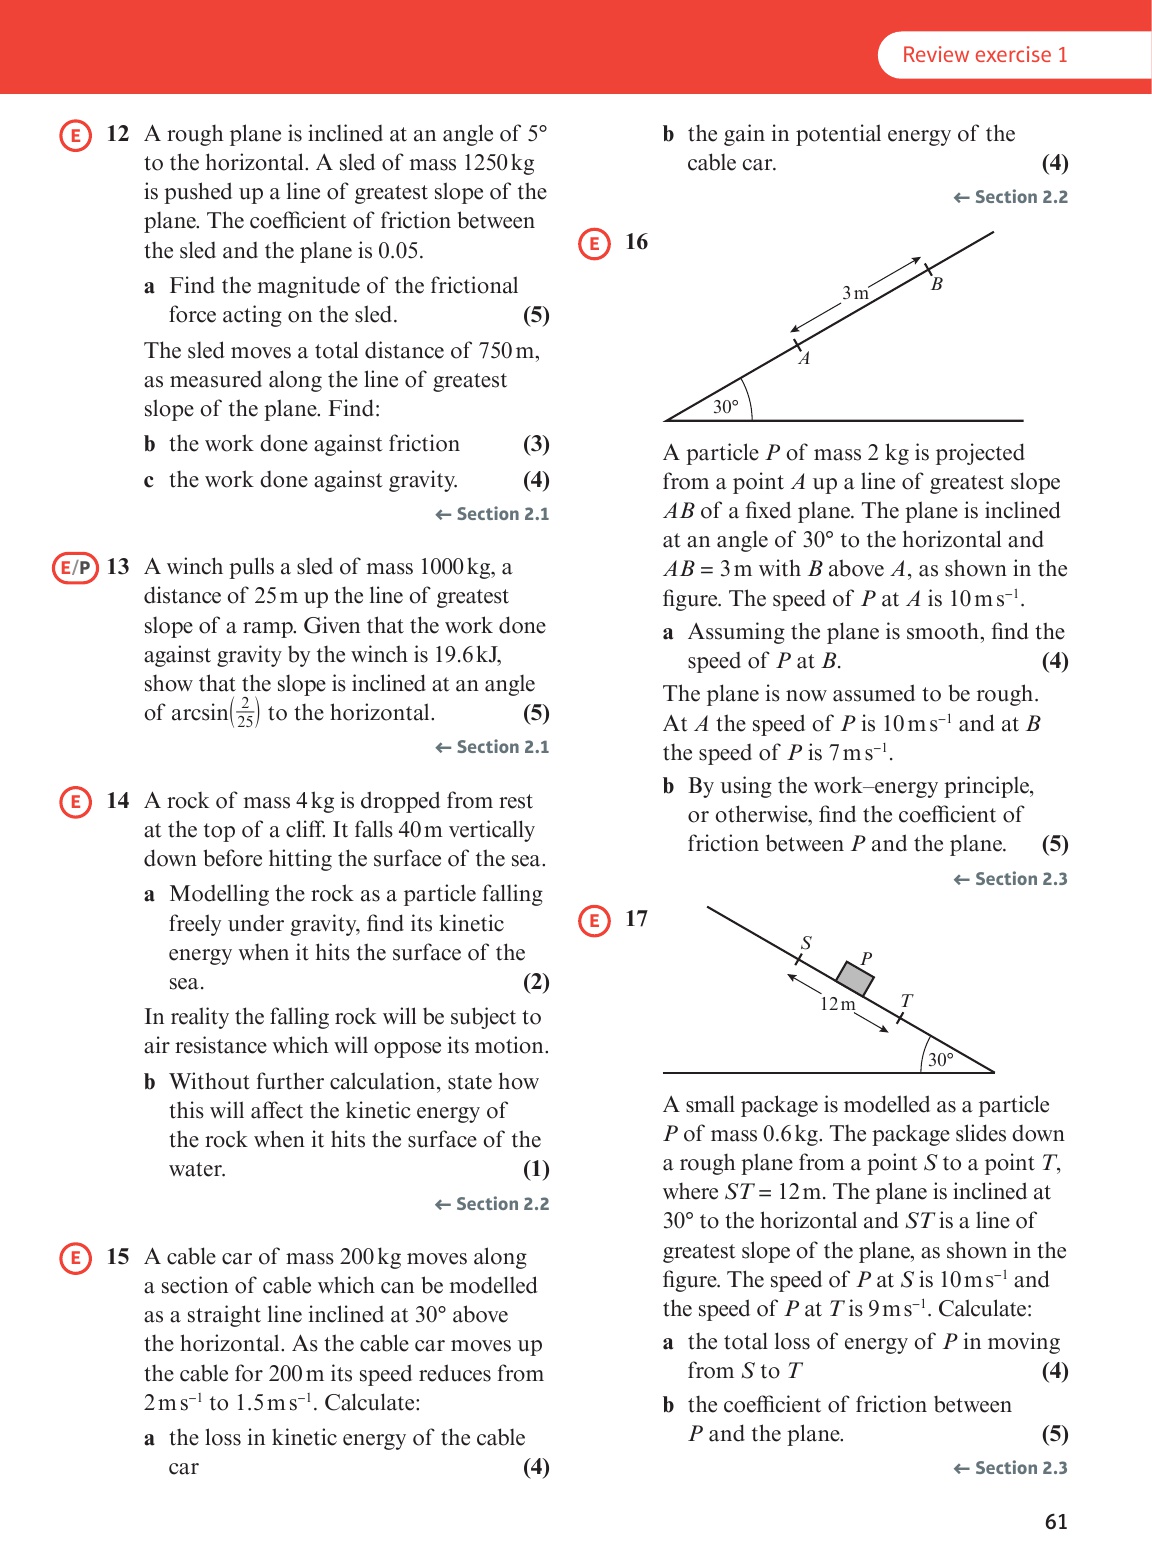 Review exercise 1
E 12 A rough plane is inclined at an angle of 5°
to the horizontal. A sled of mass 1250 kg
is pushed up a line of greatest slope of the
plane. The coefficient of friction between
the sled and the plane is 0.05.
a Find the magnitude of the frictional
force acting on the sled. (5)
The sled moves a total distance of 750 m,
as measured along the line of greatest
slope of the plane. Find:
b the work done against friction (3)
c the work done against gravity. (4)
← Section 2.1
E/P 13 A winch pulls a sled of mass 1000 kg, a
distance of 25 m up the line of greatest
slope of a ramp. Given that the work done
against gravity by the winch is 19.6 kJ,
show that the slope is inclined at an angle
of arcsin(2/25) to the horizontal. (5)
← Section 2.1
E 14 A rock of mass 4 kg is dropped from rest
at the top of a cliff. It falls 40 m vertically
down before hitting the surface of the sea.
a Modelling the rock as a particle falling
freely under gravity, find its kinetic
energy when it hits the surface of the
sea. (2)
In reality the falling rock will be subject to
air resistance which will oppose its motion.
b Without further calculation, state how
this will affect the kinetic energy of
the rock when it hits the surface of the
water. (1)
← Section 2.2
E 15 A cable car of mass 200 kg moves along
a section of cable which can be modelled
as a straight line inclined at 30° above
the horizontal. As the cable car moves up
the cable for 200 m its speed reduces from
2 m s⁻¹ to 1.5 m s⁻¹. Calculate:
a the loss in kinetic energy of the cable
car (4)
b the gain in potential energy of the
cable car. (4)
← Section 2.2
E 16
3 m
B
A
30°
A particle P of mass 2 kg is projected
from a point A up a line of greatest slope
AB of a fixed plane. The plane is inclined
at an angle of 30° to the horizontal and
AB = 3 m with B above A, as shown in the
figure. The speed of P at A is 10 m s⁻¹.
a Assuming the plane is smooth, find the
speed of P at B. (4)
The plane is now assumed to be rough.
At A the speed of P is 10 m s⁻¹ and at B
the speed of P is 7 m s⁻¹.
b By using the work–energy principle,
or otherwise, find the coefficient of
friction between P and the plane. (5)
← Section 2.3
E 17
S
P
12 m
T
30°
A small package is modelled as a particle
P of mass 0.6 kg. The package slides down
a rough plane from a point S to a point T,
where ST = 12 m. The plane is inclined at
30° to the horizontal and ST is a line of
greatest slope of the plane, as shown in the
figure. The speed of P at S is 10 m s⁻¹ and
the speed of P at T is 9 m s⁻¹. Calculate:
a the total loss of energy of P in moving
from S to T (4)
b the coefficient of friction between
P and the plane. (5)
← Section 2.3
61